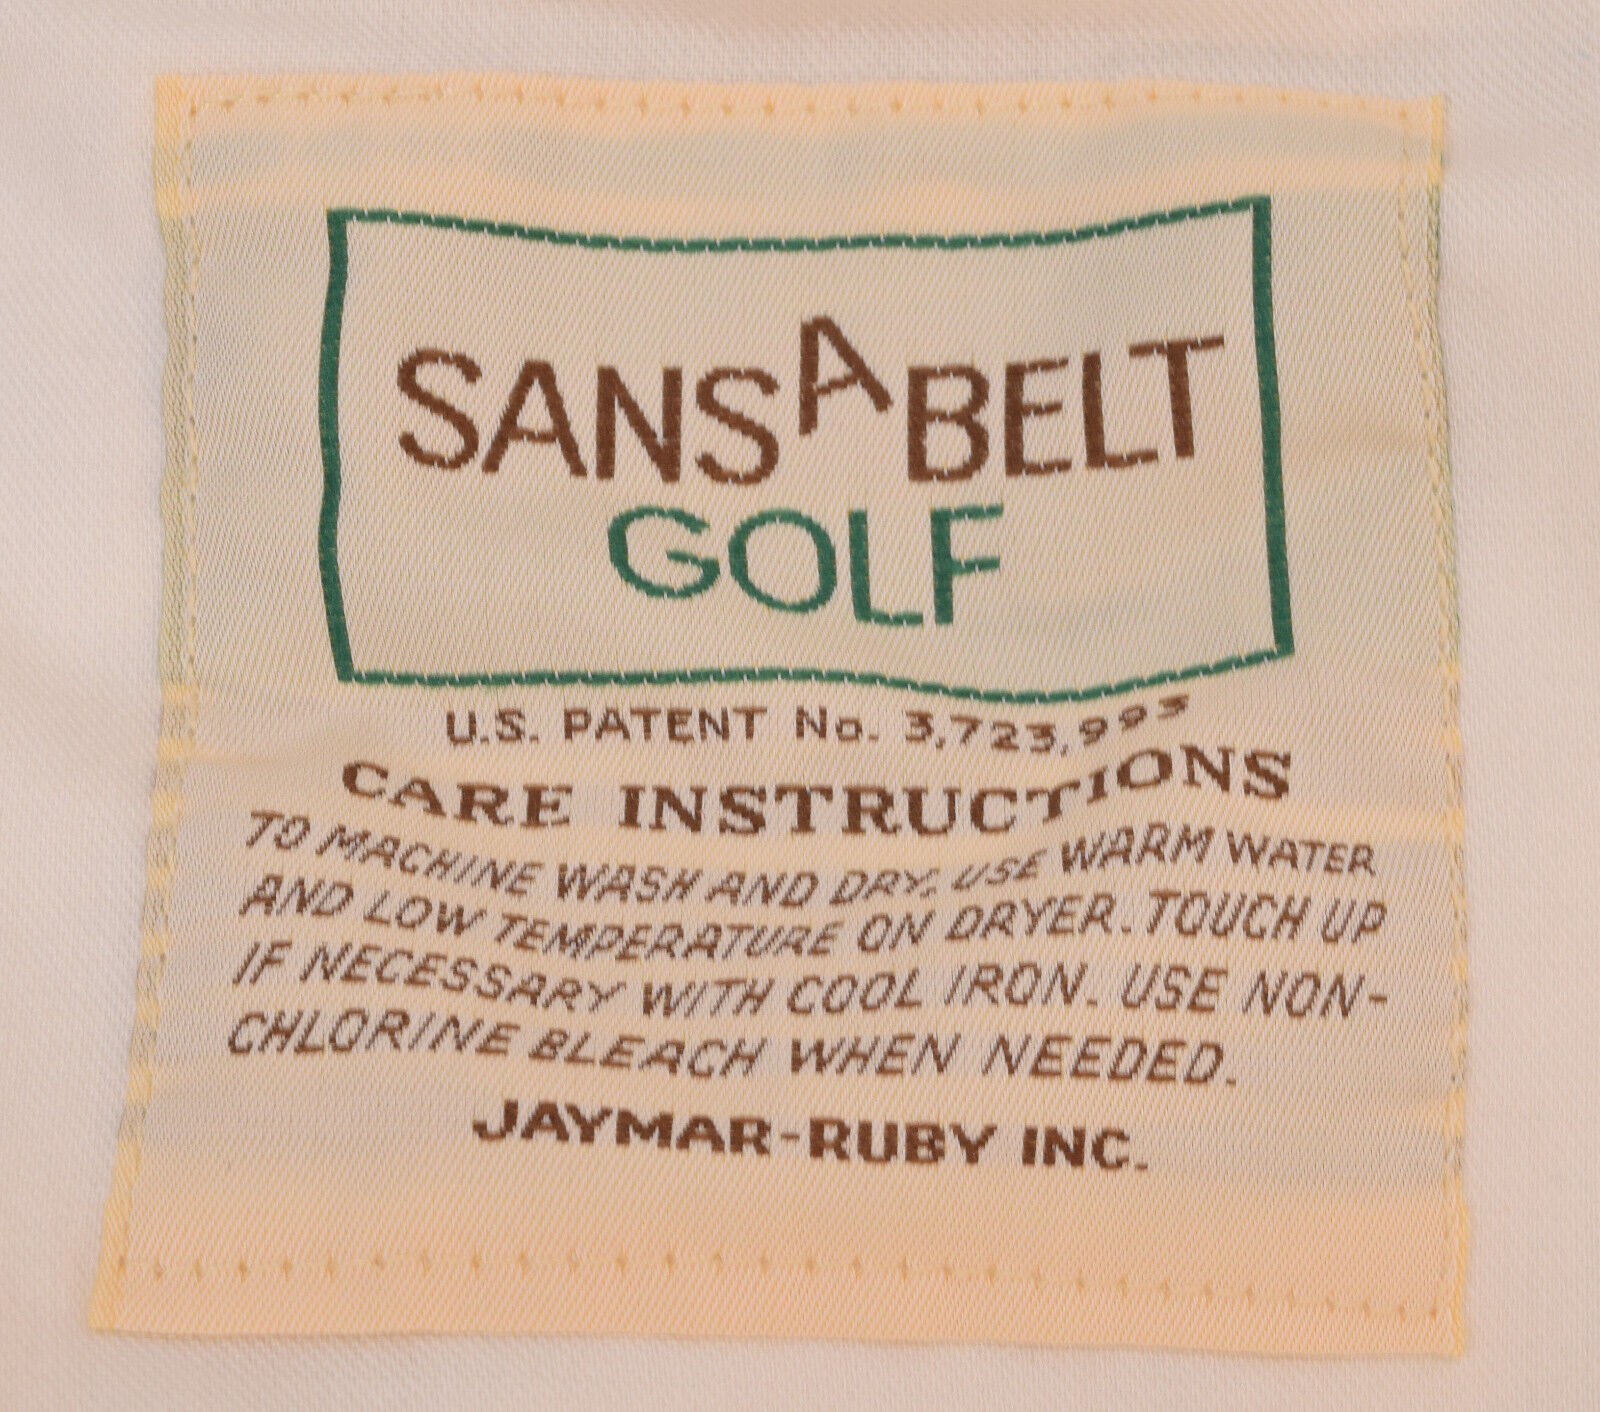 SANSABELT
GOLF
U.S. PATENT No. 3,723,993
CARE INSTRUCTIONS
TO MACHINE WASH AND DRY, USE WARM WATER
AND LOW TEMPERATURE ON DRYER. TOUCH UP
IF NECESSARY WITH COOL IRON. USE NON-
CHLORINE BLEACH WHEN NEEDED.
JAYMAR-RUBY INC.